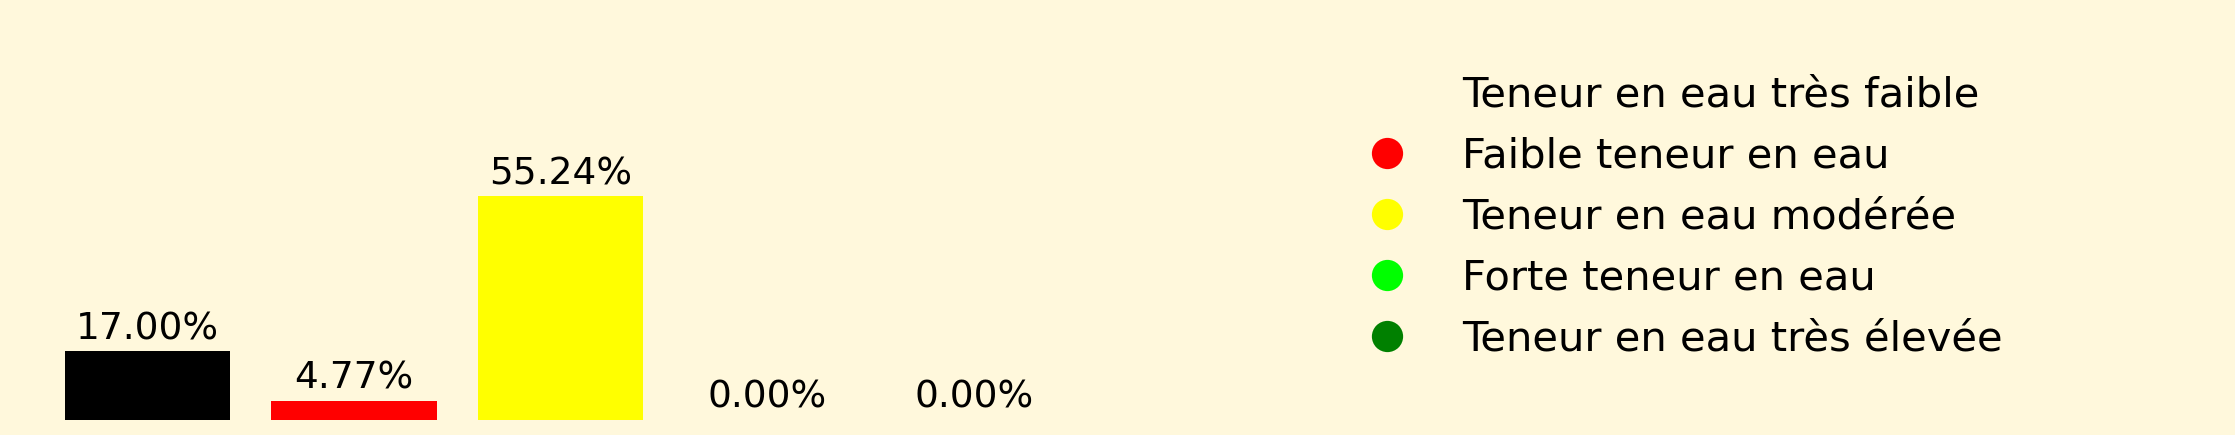 55.24%
17.00%
4.77%
0.00%
0.00%
Teneur en eau très faible
Faible teneur en eau
Teneur en eau modérée
Forte teneur en eau
Teneur en eau très élevée